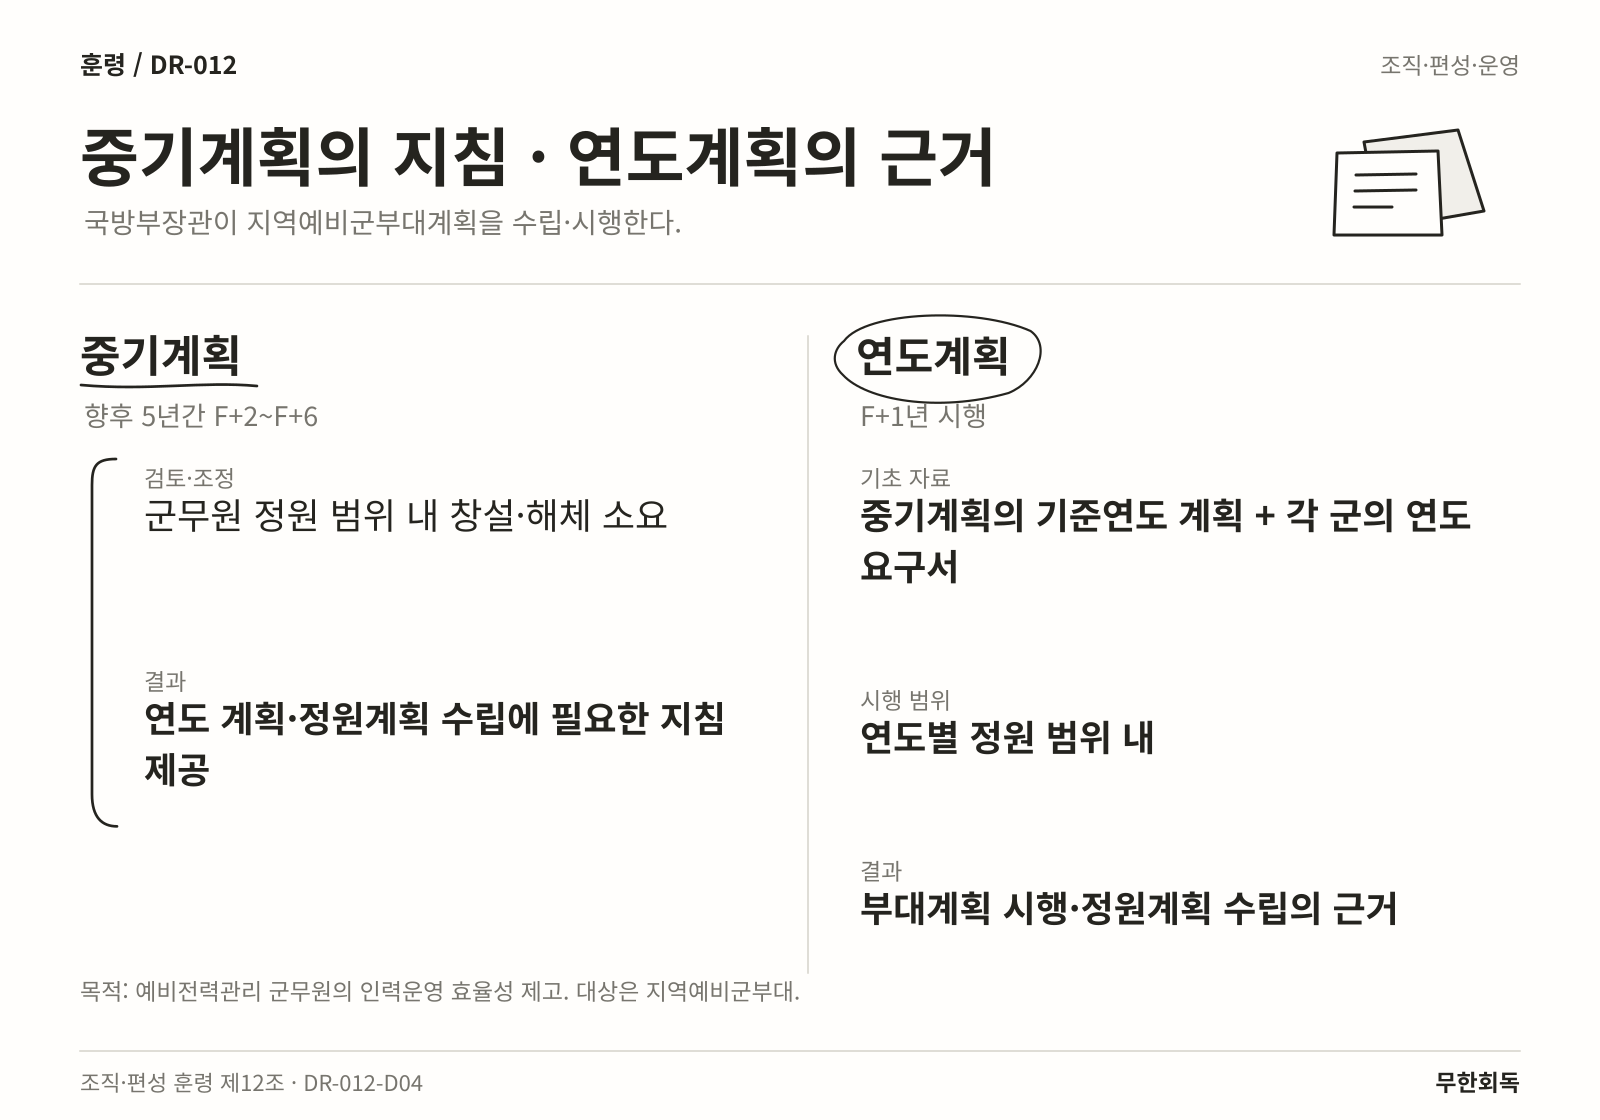 훈령 / DR-012
조직·편성·운영
중기계획의 지침 · 연도계획의 근거
국방부장관이 지역예비군부대계획을 수립·시행한다.
중기계획
향후 5년간 F+2~F+6
검토·조정
군무원 정원 범위 내 창설·해체 소요
결과
연도 계획·정원계획 수립에 필요한 지침
제공
연도계획
F+1년 시행
기초 자료
중기계획의 기준연도 계획 + 각 군의 연도
요구서
시행 범위
연도별 정원 범위 내
결과
부대계획 시행·정원계획 수립의 근거
목적: 예비전력관리 군무원의 인력운영 효율성 제고. 대상은 지역예비군부대.
조직·편성 훈령 제12조 · DR-012-D04
무한회독